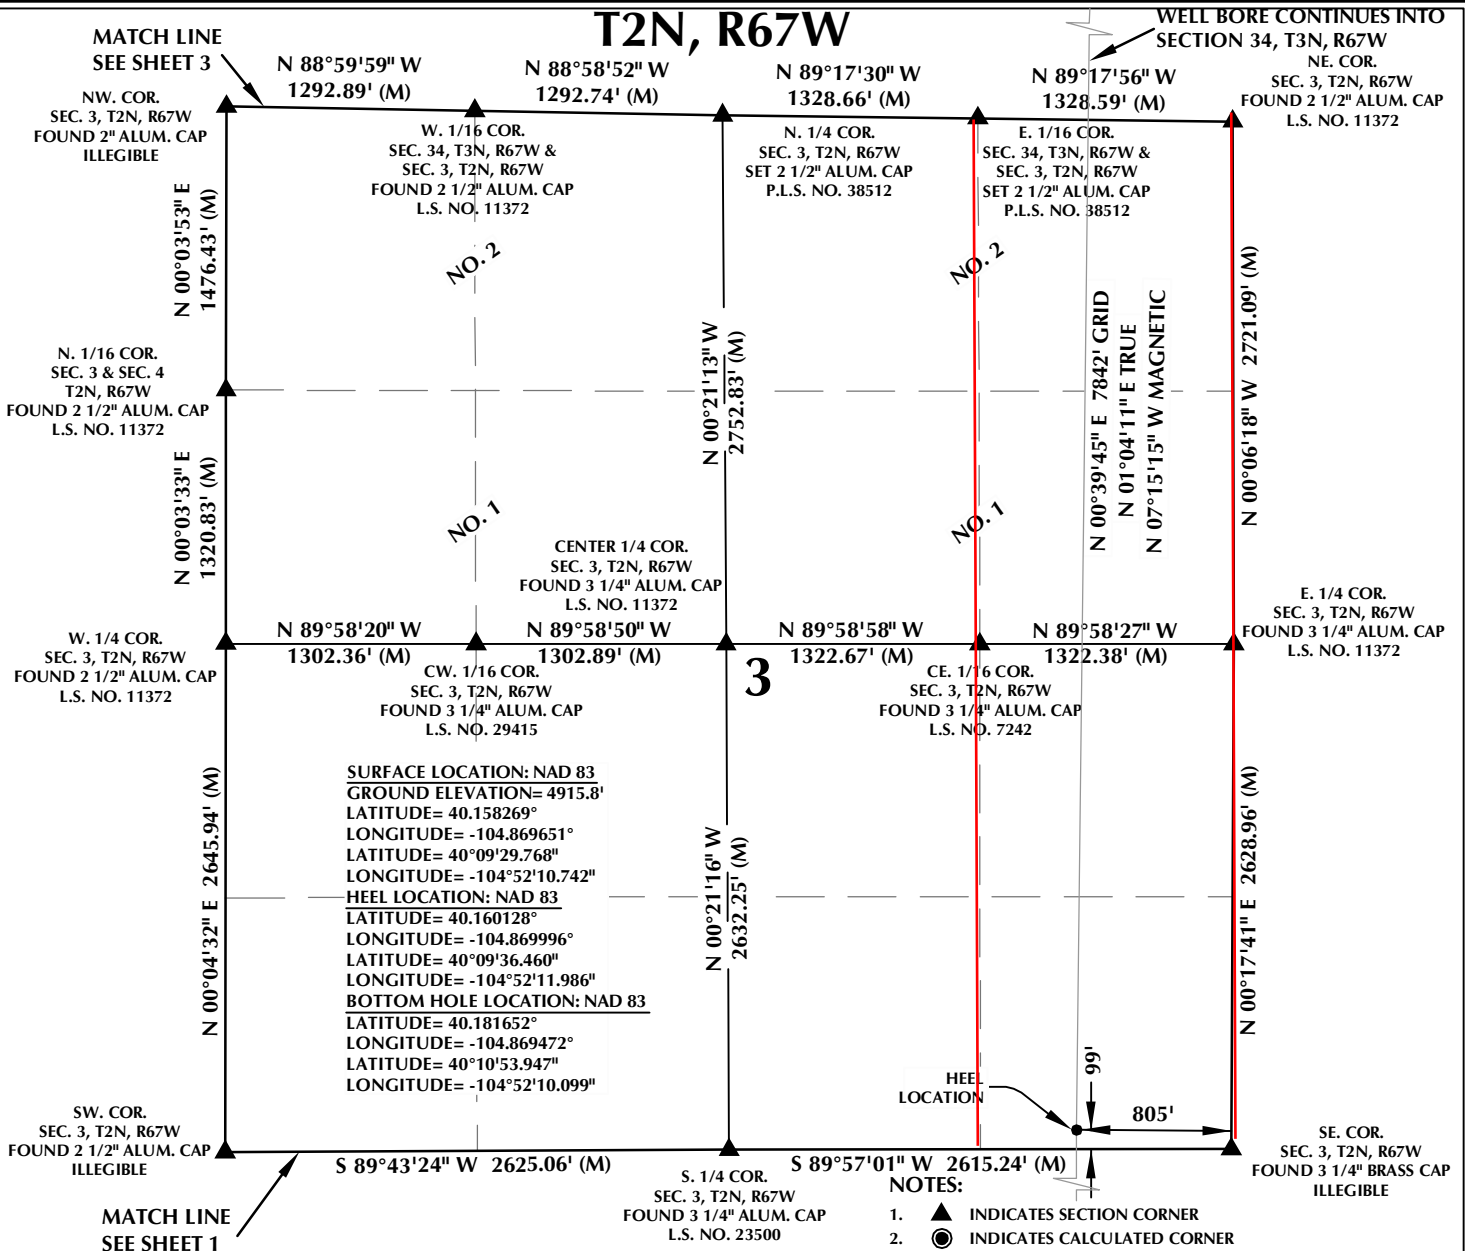 T2N, R67W
MATCH LINE
SEE SHEET 3
WELL BORE CONTINUES INTO
SECTION 34, T3N, R67W
N 88°59'59" W
1292.89' (M)
N 88°58'52" W
1292.74' (M)
N 89°17'30" W
1328.66' (M)
N 89°17'56" W
1328.59' (M)
NE. COR.
SEC. 3, T2N, R67W
FOUND 2 1/2" ALUM. CAP
L.S. NO. 11372
NW. COR.
SEC. 3, T2N, R67W
FOUND 2" ALUM. CAP
ILLEGIBLE
W. 1/16 COR.
SEC. 34, T3N, R67W &
SEC. 3, T2N, R67W
FOUND 2 1/2" ALUM. CAP
L.S. NO. 11372
N. 1/4 COR.
SEC. 3, T2N, R67W
SET 2 1/2" ALUM. CAP
P.L.S. NO. 38512
E. 1/16 COR.
SEC. 34, T3N, R67W &
SEC. 3, T2N, R67W
SET 2 1/2" ALUM. CAP
P.L.S. NO. 38512
N 00°03'53" E
1476.43' (M)
NO. 2
NO. 2
N 00°21'13" W
2752.83' (M)
N 00°39'45" E 7842' GRID
N 01°04'11" E TRUE
N 07°15'15" W MAGNETIC
N 00°06'18" W 2721.09' (M)
N. 1/16 COR.
SEC. 3 & SEC. 4
T2N, R67W
FOUND 2 1/2" ALUM. CAP
L.S. NO. 11372
N 00°03'33" E
1320.83' (M)
NO. 1
NO. 1
CENTER 1/4 COR.
SEC. 3, T2N, R67W
FOUND 3 1/4" ALUM. CAP
L.S. NO. 11372
E. 1/4 COR.
SEC. 3, T2N, R67W
FOUND 3 1/4" ALUM. CAP
L.S. NO. 11372
W. 1/4 COR.
SEC. 3, T2N, R67W
FOUND 2 1/2" ALUM. CAP
L.S. NO. 11372
N 89°58'20" W
1302.36' (M)
N 89°58'50" W
1302.89' (M)
N 89°58'58" W
1322.67' (M)
N 89°58'27" W
1322.38' (M)
3
CW. 1/16 COR.
SEC. 3, T2N, R67W
FOUND 3 1/4" ALUM. CAP
L.S. NO. 29415
CE. 1/16 COR.
SEC. 3, T2N, R67W
FOUND 3 1/4" ALUM. CAP
L.S. NO. 7242
N 00°04'32" E 2645.94' (M)
SURFACE LOCATION: NAD 83
GROUND ELEVATION= 4915.8'
LATITUDE= 40.158269°
LONGITUDE= -104.869651°
LATITUDE= 40°09'29.768"
LONGITUDE= -104°52'10.742"
HEEL LOCATION: NAD 83
LATITUDE= 40.160128°
LONGITUDE= -104.869996°
LATITUDE= 40°09'36.460"
LONGITUDE= -104°52'11.986"
BOTTOM HOLE LOCATION: NAD 83
LATITUDE= 40.181652°
LONGITUDE= -104.869472°
LATITUDE= 40°10'53.947"
LONGITUDE= -104°52'10.099"
N 00°21'16" W
2632.25' (M)
N 00°17'41" E 2628.96' (M)
HEEL
LOCATION
99'
805'
SW. COR.
SEC. 3, T2N, R67W
FOUND 2 1/2" ALUM. CAP
ILLEGIBLE
SE. COR.
SEC. 3, T2N, R67W
FOUND 3 1/4" BRASS CAP
ILLEGIBLE
S 89°43'24" W 2625.06' (M)
S 89°57'01" W 2615.24' (M)
S. 1/4 COR.
SEC. 3, T2N, R67W
FOUND 3 1/4" ALUM. CAP
L.S. NO. 23500
MATCH LINE
SEE SHEET 1
NOTES:
1. INDICATES SECTION CORNER
2. INDICATES CALCULATED CORNER